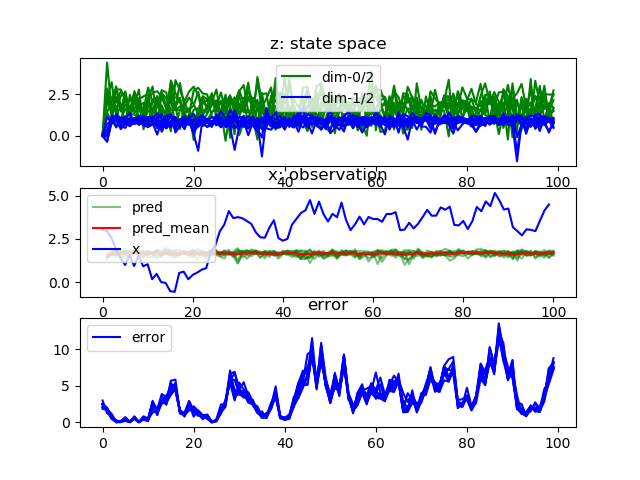 z: state space
dim-0/2
dim-1/2
2.5
0.0
0 20 40 60 80 100
x: observation
pred
pred_mean
x
5.0
2.5
0.0
0 20 40 60 80 100
error
error
10
5
0
0 20 40 60 80 100